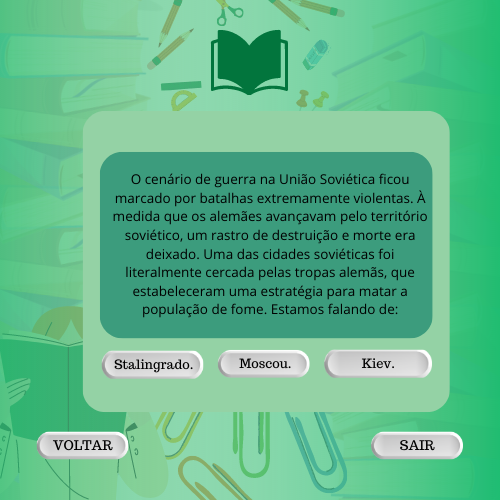 O cenário de guerra na União Soviética ficou
marcado por batalhas extremamente violentas. À
medida que os alemães avançavam pelo território
soviético, um rastro de destruição e morte era
deixado. Uma das cidades soviéticas foi
literalmente cercada pelas tropas alemãs, que
estabeleceram uma estratégia para matar a
população de fome. Estamos falando de:
Stalingrado. Moscou. Kiev.
VOLTAR SAIR